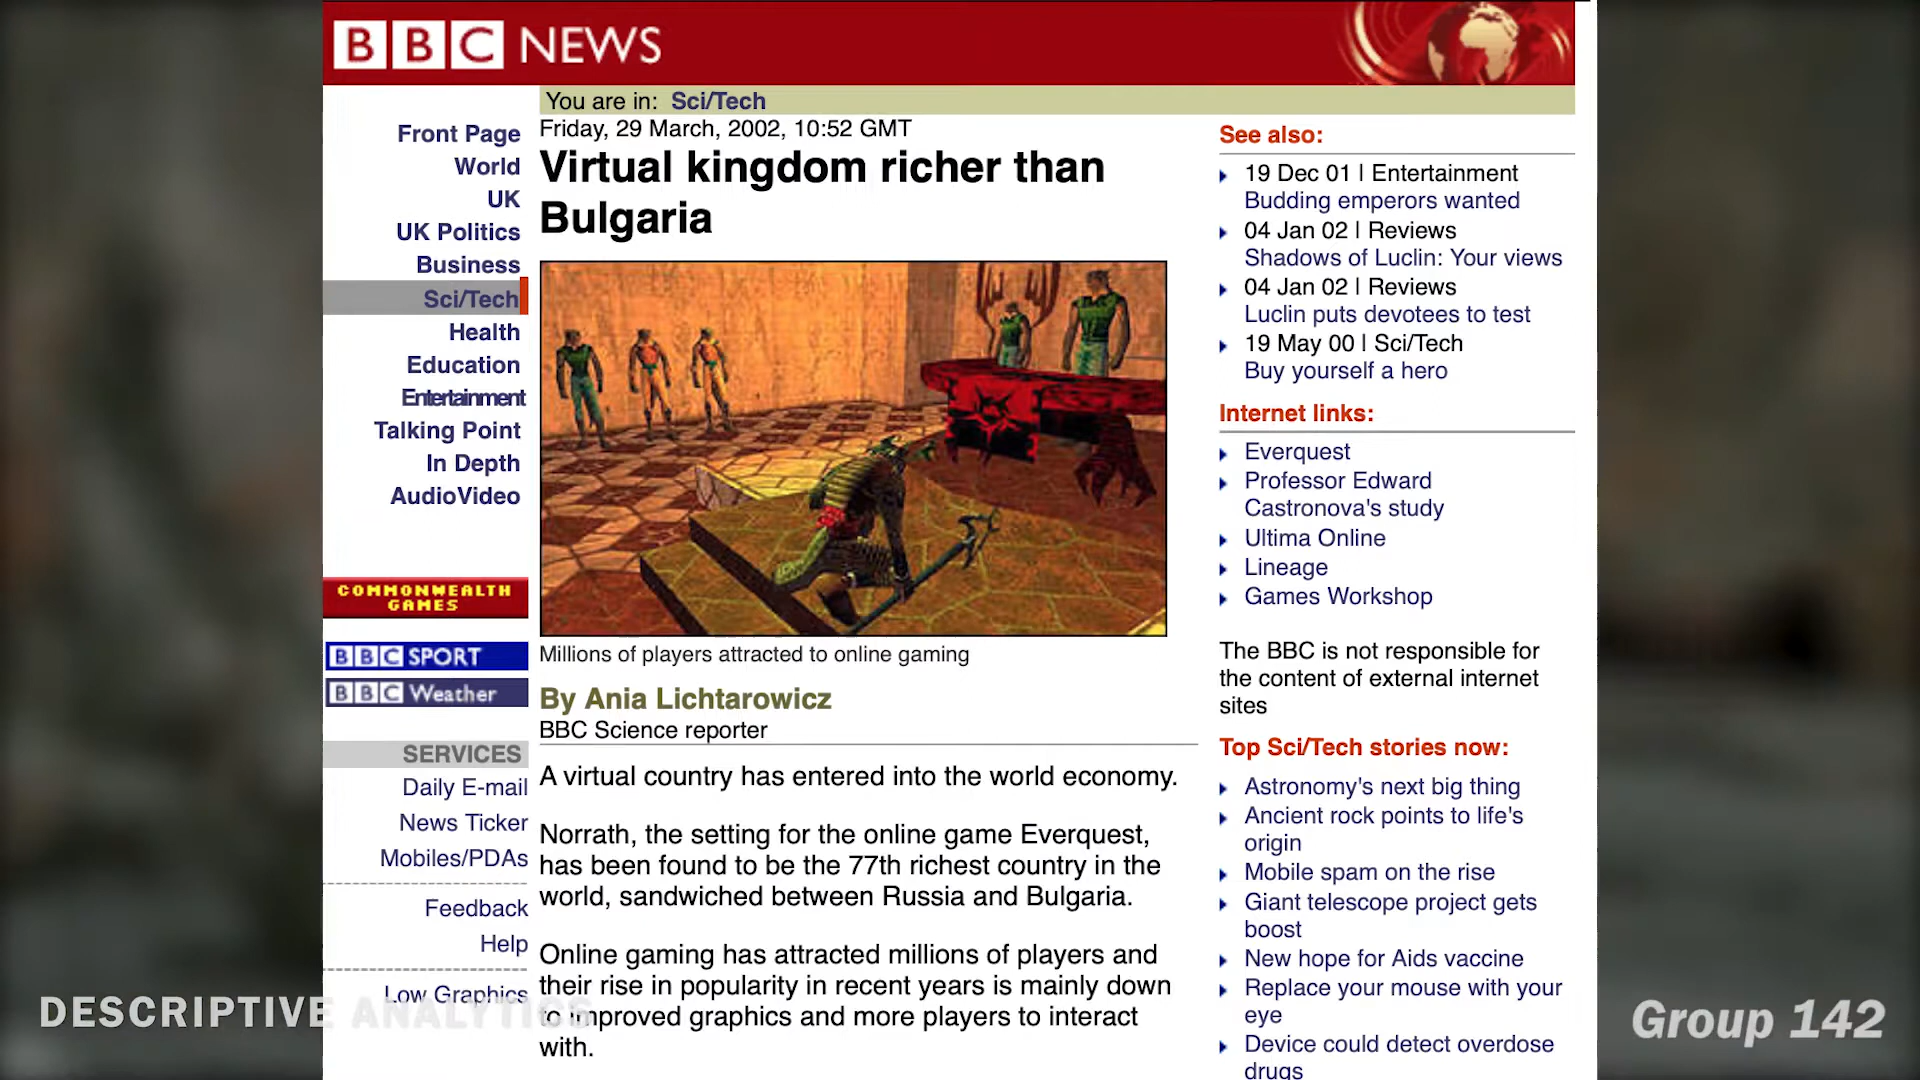 BBC NEWS
You are in: Sci/Tech
Friday, 29 March, 2002, 10:52 GMT
Virtual kingdom richer than
Bulgaria
Front Page
World
UK
UK Politics
Business
Sci/Tech
Health
Education
Entertainment
Talking Point
In Depth
AudioVideo
COMMONWEALTH
GAMES
BBC SPORT
BBC Weather
SERVICES
Daily E-mail
News Ticker
Mobiles/PDAs
Feedback
Help
Low Graphics
Millions of players attracted to online gaming
By Ania Lichtarowicz
BBC Science reporter
A virtual country has entered into the world economy.
Norrath, the setting for the online game Everquest,
has been found to be the 77th richest country in the
world, sandwiched between Russia and Bulgaria.
Online gaming has attracted millions of players and
their rise in popularity in recent years is mainly down
to improved graphics and more players to interact
with.
See also:
19 Dec 01 | Entertainment
Budding emperors wanted
04 Jan 02 | Reviews
Shadows of Luclin: Your views
04 Jan 02 | Reviews
Luclin puts devotees to test
19 May 00 | Sci/Tech
Buy yourself a hero
Internet links:
Everquest
Professor Edward
Castronova's study
Ultima Online
Lineage
Games Workshop
The BBC is not responsible for
the content of external internet
sites
Top Sci/Tech stories now:
Astronomy's next big thing
Ancient rock points to life's
origin
Mobile spam on the rise
Giant telescope project gets
boost
New hope for Aids vaccine
Replace your mouse with your
eye
Device could detect overdose
drugs
DESCRIPTIVE ANALYTICS
Group 142